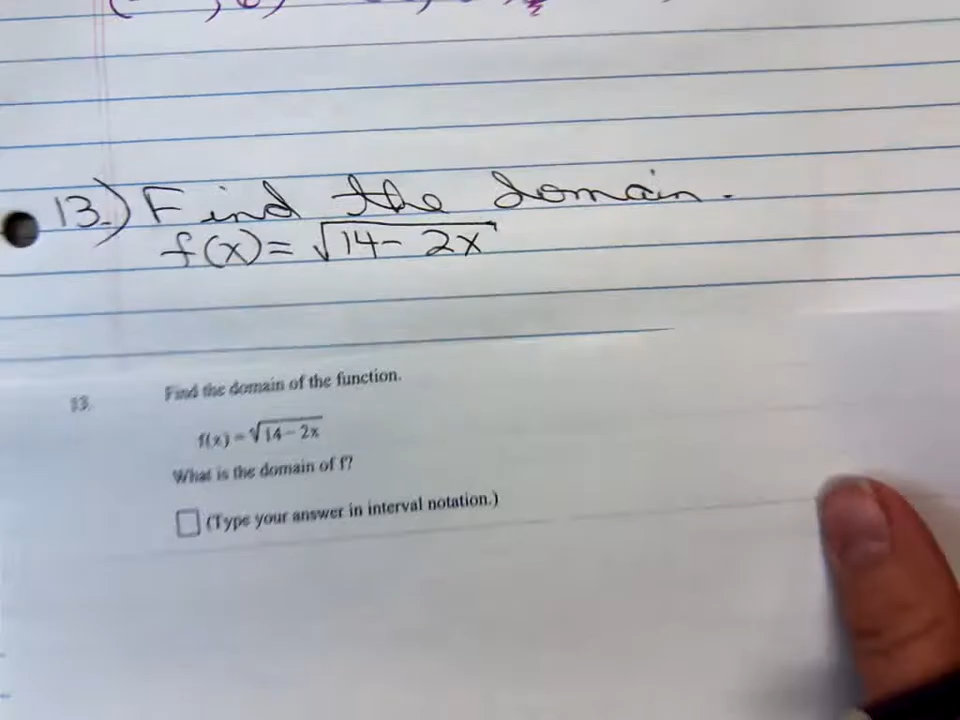 13.) Find the domain.
f(x) = √14 - 2x
13. Find the domain of the function.
f(x) = √14 - 2x
What is the domain of f?
(Type your answer in interval notation.)